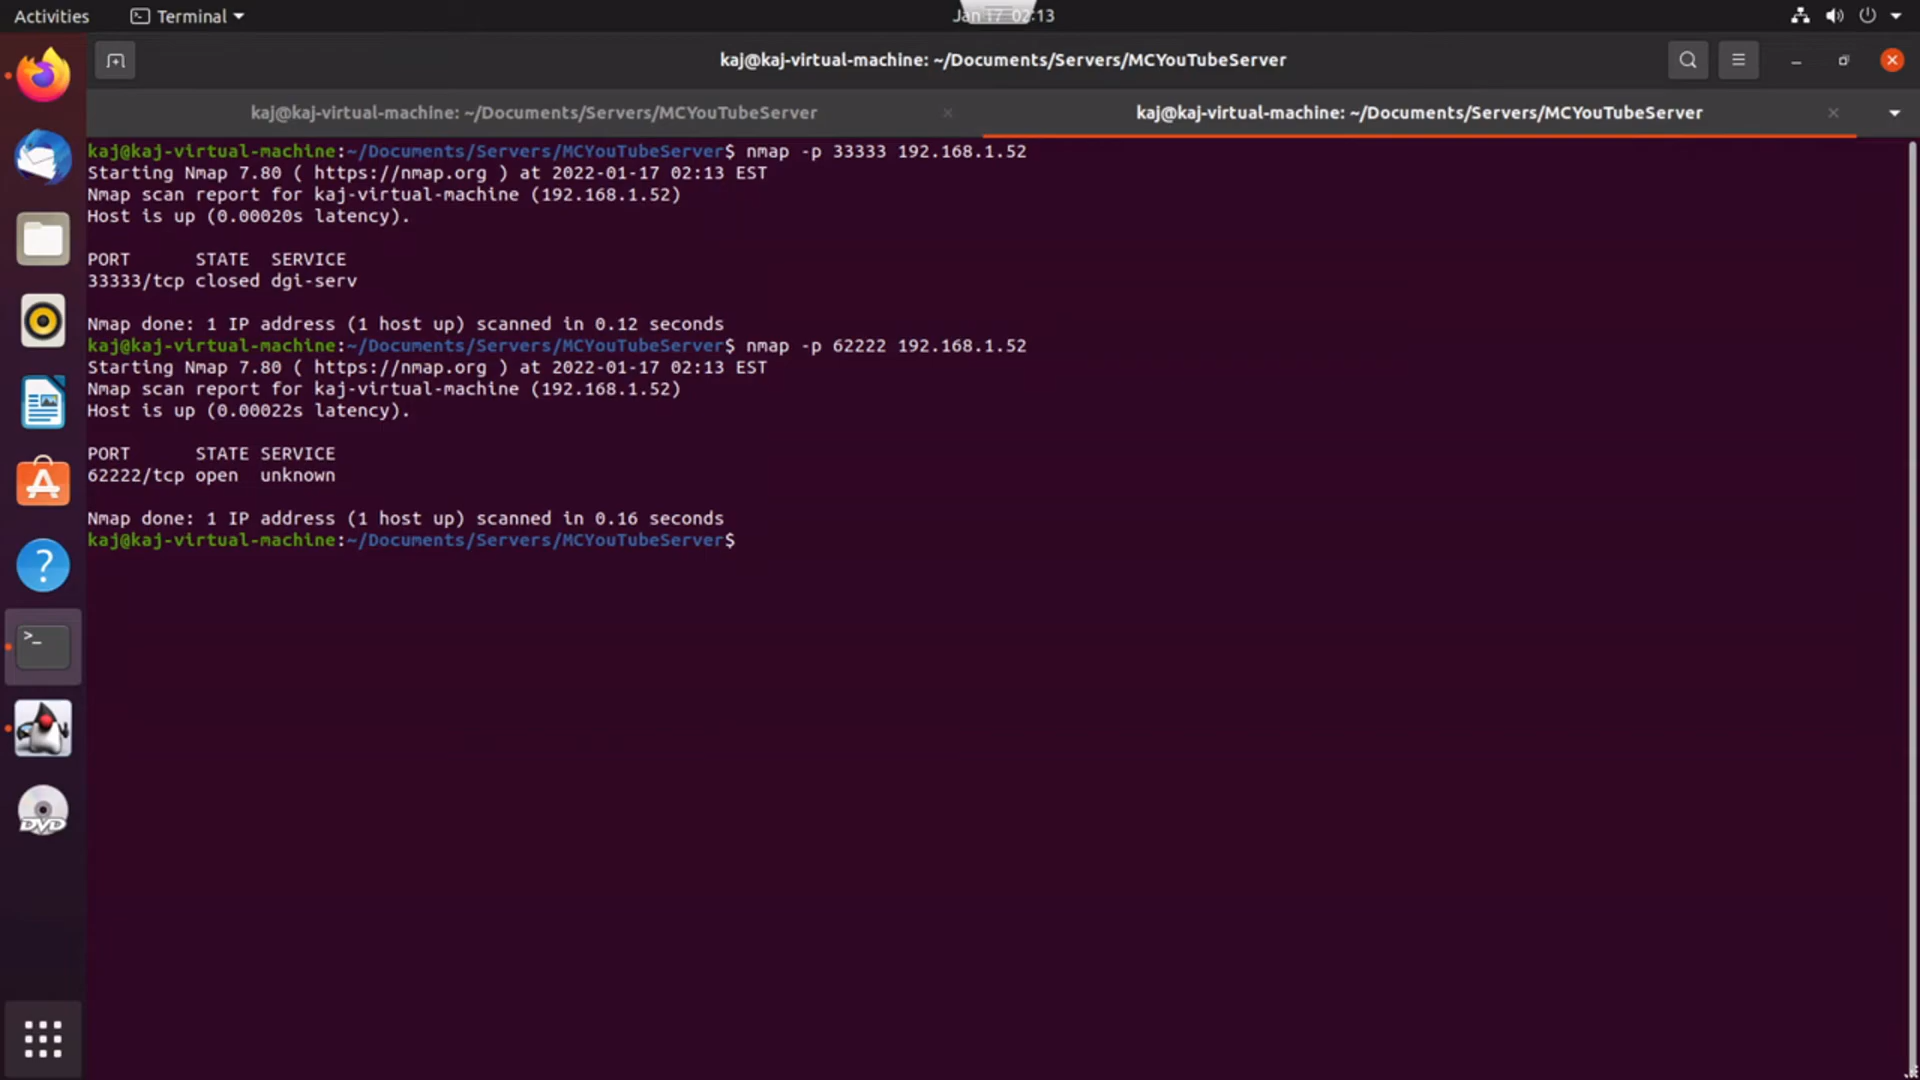 Activities
Terminal
Jan 17 02:13
kaj@kaj-virtual-machine: ~/Documents/Servers/MCYouTubeServer
kaj@kaj-virtual-machine: ~/Documents/Servers/MCYouTubeServer
kaj@kaj-virtual-machine: ~/Documents/Servers/MCYouTubeServer
kaj@kaj-virtual-machine:~/Documents/Servers/MCYouTubeServer$ nmap -p 33333 192.168.1.52
Starting Nmap 7.80 ( https://nmap.org ) at 2022-01-17 02:13 EST
Nmap scan report for kaj-virtual-machine (192.168.1.52)
Host is up (0.00020s latency).
PORT      STATE  SERVICE
33333/tcp closed dgi-serv
Nmap done: 1 IP address (1 host up) scanned in 0.12 seconds
kaj@kaj-virtual-machine:~/Documents/Servers/MCYouTubeServer$ nmap -p 62222 192.168.1.52
Starting Nmap 7.80 ( https://nmap.org ) at 2022-01-17 02:13 EST
Nmap scan report for kaj-virtual-machine (192.168.1.52)
Host is up (0.00022s latency).
PORT      STATE SERVICE
62222/tcp open  unknown
Nmap done: 1 IP address (1 host up) scanned in 0.16 seconds
kaj@kaj-virtual-machine:~/Documents/Servers/MCYouTubeServer$
>_
DVD